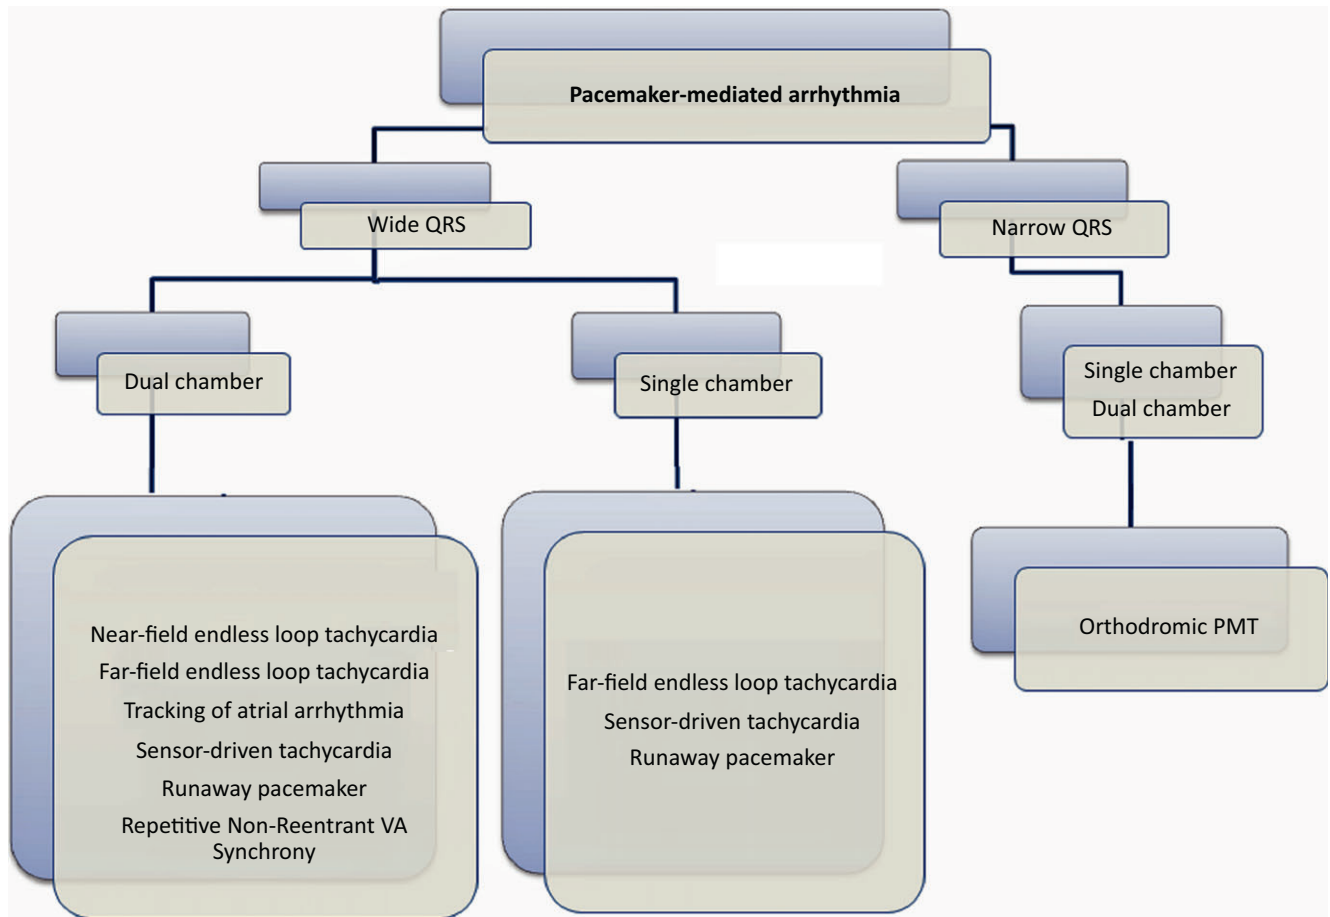 Pacemaker-mediated arrhythmia
Wide QRS
Narrow QRS
Dual chamber
Single chamber
Single chamber
Dual chamber
Near-field endless loop tachycardia
Far-field endless loop tachycardia
Tracking of atrial arrhythmia
Sensor-driven tachycardia
Runaway pacemaker
Repetitive Non-Reentrant VA
Synchrony
Far-field endless loop tachycardia
Sensor-driven tachycardia
Runaway pacemaker
Orthodromic PMT